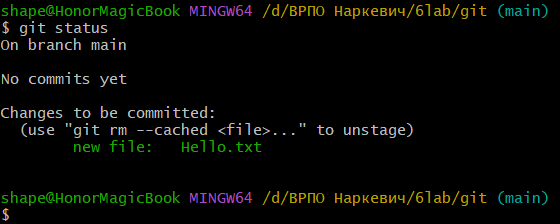 shape@HonorMagicBook MINGW64 /d/ВРПО Наркевич/6lab/git (main)
$ git status
On branch main
No commits yet
Changes to be committed:
  (use "git rm --cached <file>..." to unstage)
        new file:   Hello.txt
shape@HonorMagicBook MINGW64 /d/ВРПО Наркевич/6lab/git (main)
$